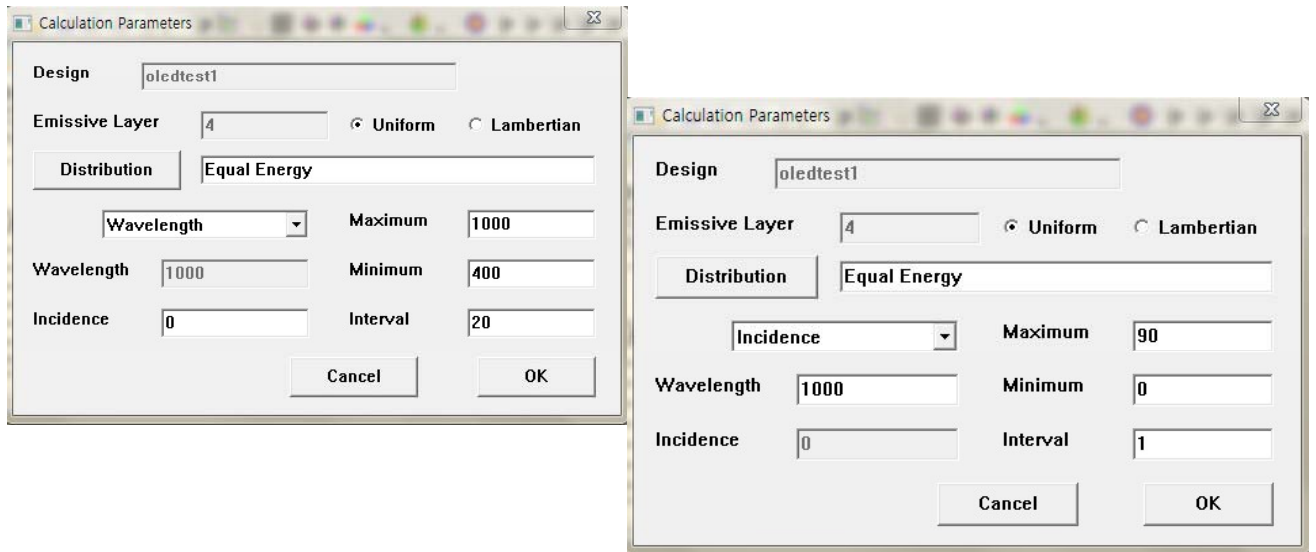 Calculation Parameters
Design oledtest1
Emissive Layer 4 Uniform Lambertian
Distribution Equal Energy
Wavelength Maximum 1000
Wavelength 1000 Minimum 400
Incidence 0 Interval 20
Cancel OK
Calculation Parameters
Design oledtest1
Emissive Layer 4 Uniform Lambertian
Distribution Equal Energy
Incidence Maximum 90
Wavelength 1000 Minimum 0
Incidence 0 Interval 1
Cancel OK